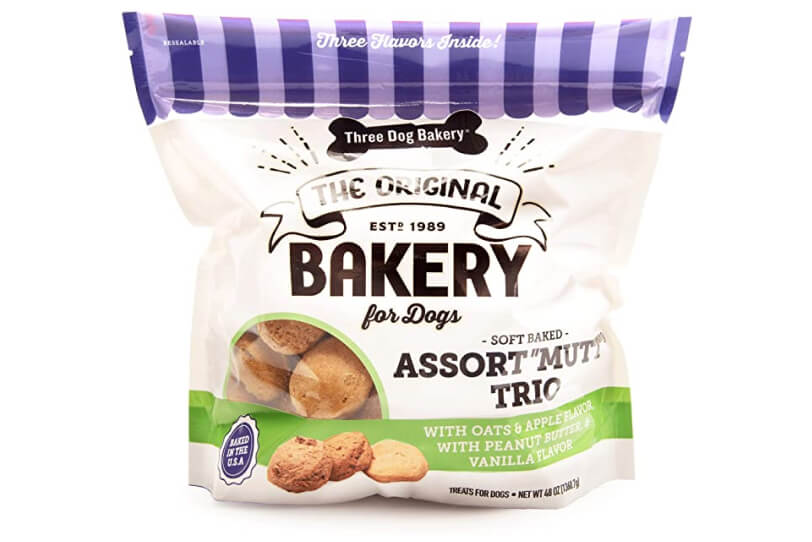 RESEALABLE
Three Flavors Inside!
Three Dog Bakery®
THE ORIGINAL
ESTD 1989
BAKERY
for Dogs
- SOFT BAKED -
ASSORT "MUTT"
TRIO
WITH OATS & APPLE FLAVOR,
WITH PEANUT BUTTER, &
VANILLA FLAVOR
BAKED
IN THE
U.S.A
TREATS FOR DOGS • NET WT 48 OZ (1360.7g)